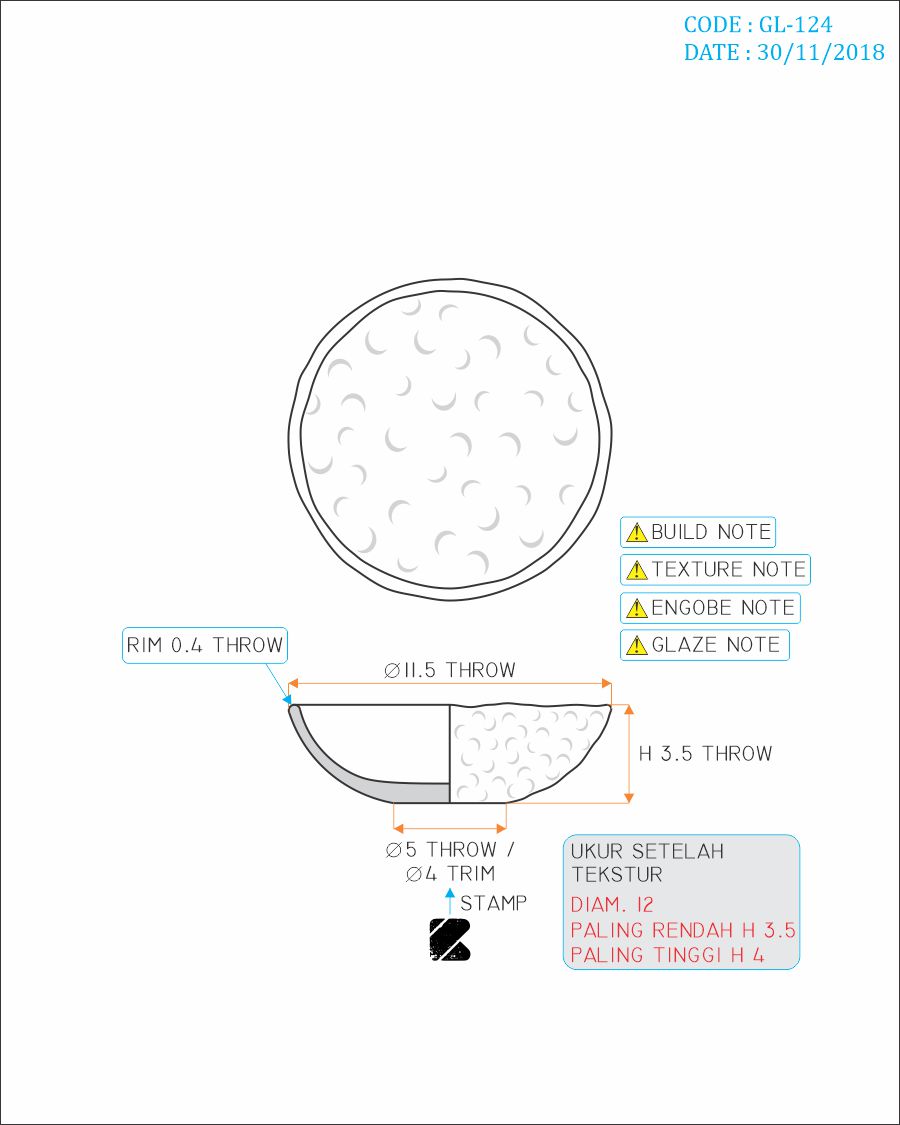 CODE : GL-124
DATE : 30/11/2018
BUILD NOTE
TEXTURE NOTE
ENGOBE NOTE
GLAZE NOTE
RIM 0.4 THROW
∅11.5 THROW
H 3.5 THROW
∅5 THROW /
∅4 TRIM
STAMP
UKUR SETELAH
TEKSTUR
DIAM. 12
PALING RENDAH H 3.5
PALING TINGGI H 4